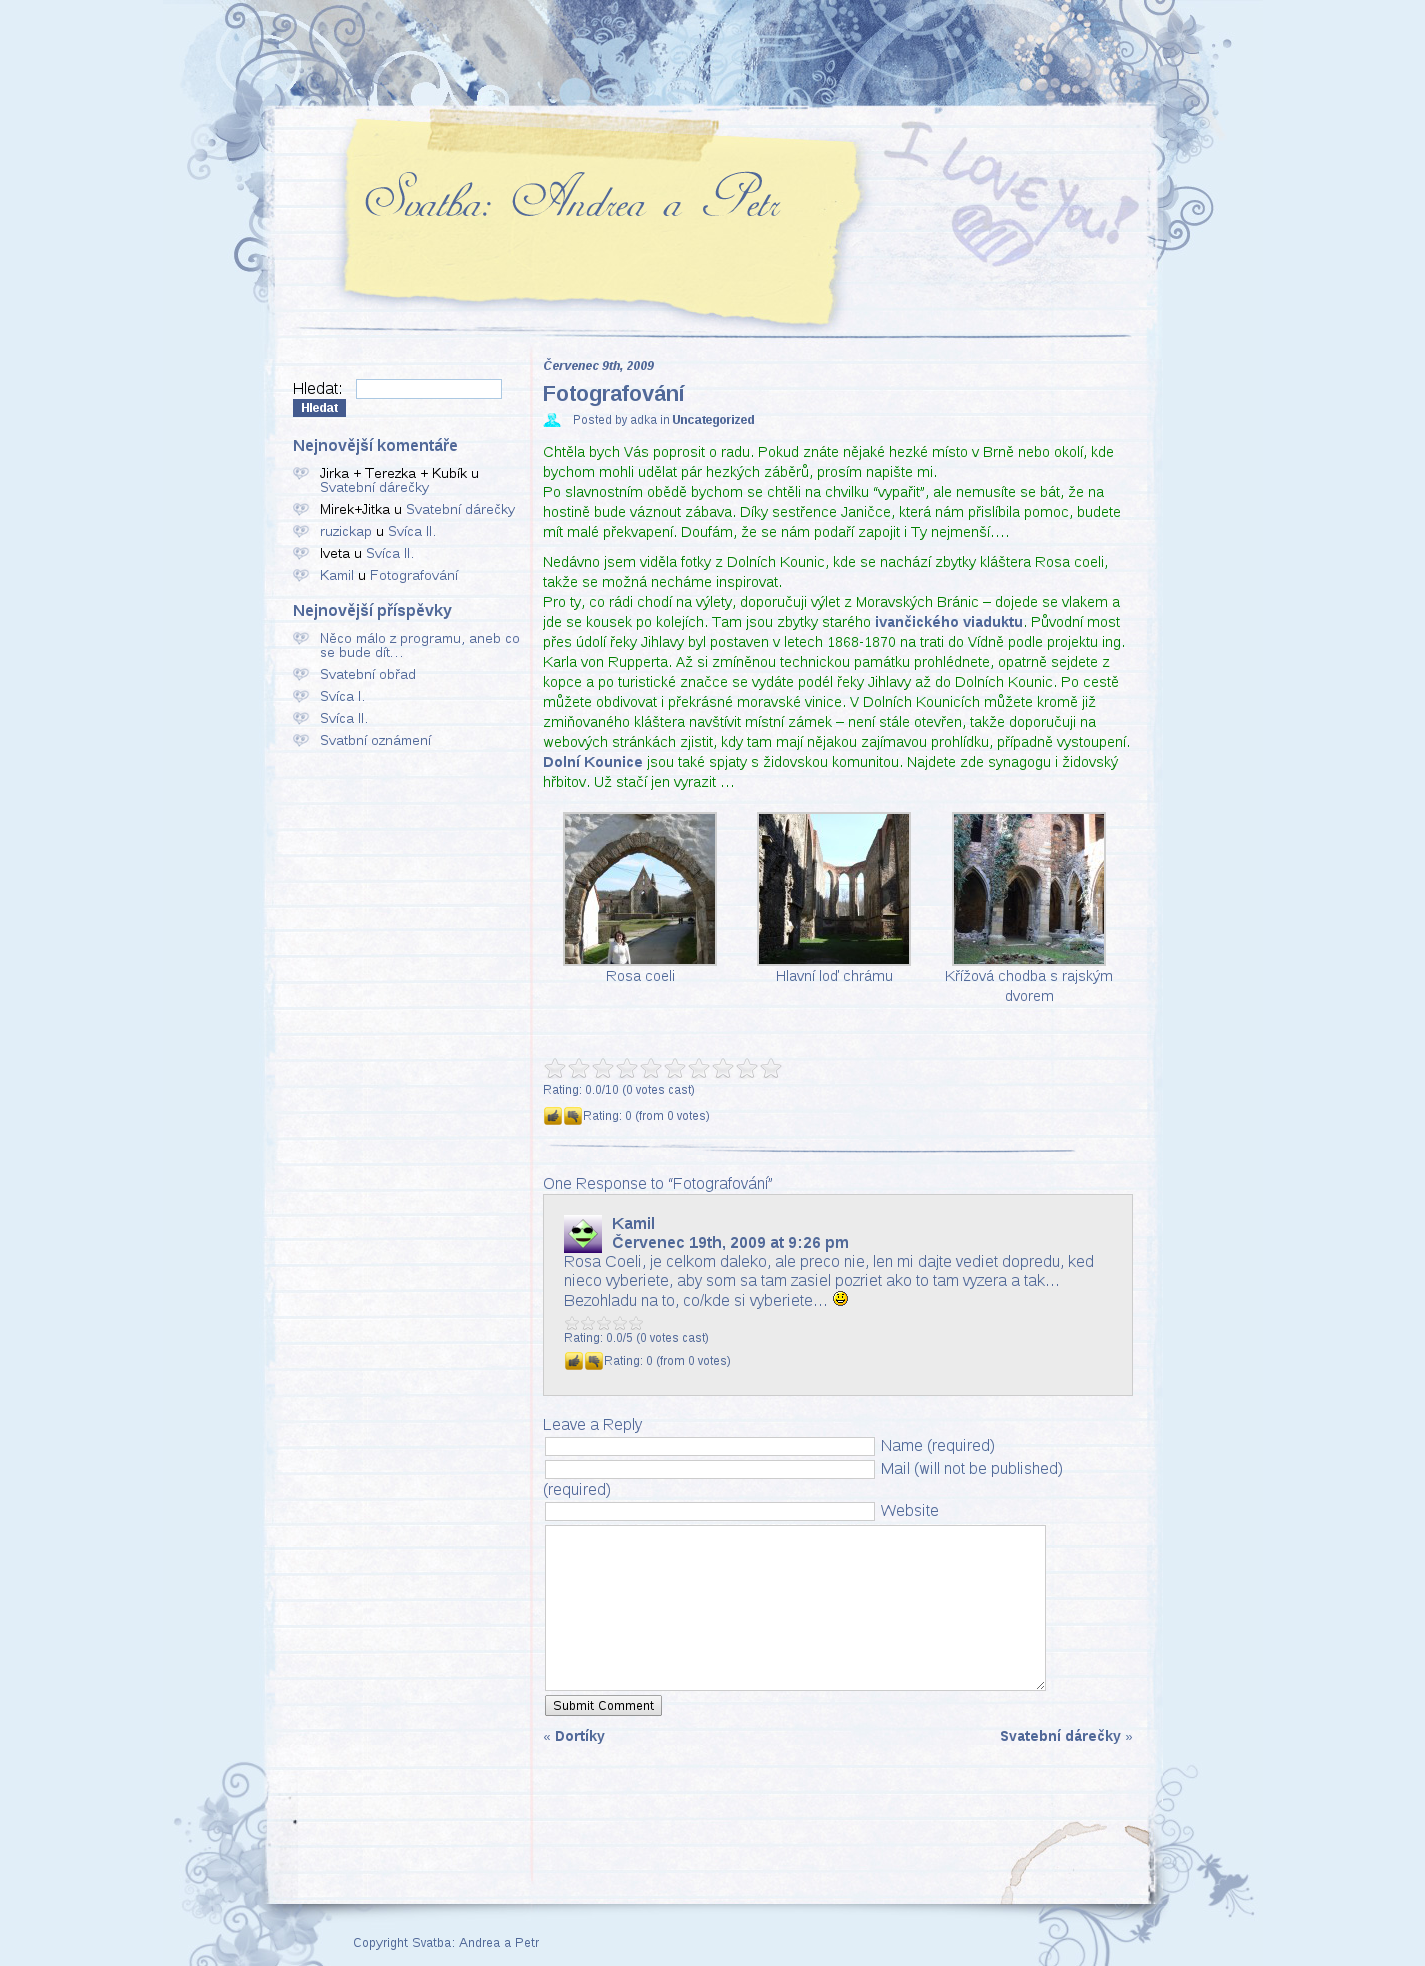 Svatba: Andrea a Petr
I LOVE YOU!
Hledat:
Hledat
Nejnovější komentáře
Jirka + Terezka + Kubík u
Svatební dárečky
Mirek+Jitka u Svatební dárečky
ruzickap u Svíca II.
Iveta u Svíca II.
Kamil u Fotografování
Nejnovější příspěvky
Něco málo z programu, aneb co
se bude dít…
Svatební obřad
Svíca I.
Svíca II.
Svatbní oznámení
Červenec 9th, 2009
Fotografování
Posted by adka in Uncategorized
Chtěla bych Vás poprosit o radu. Pokud znáte nějaké hezké místo v Brně nebo okolí, kde
bychom mohli udělat pár hezkých záběrů, prosím napište mi.
Po slavnostním obědě bychom se chtěli na chvilku “vypařit”, ale nemusíte se bát, že na
hostině bude váznout zábava. Díky sestřence Janičce, která nám přislíbila pomoc, budete
mít malé překvapení. Doufám, že se nám podaří zapojit i Ty nejmenší….
Nedávno jsem viděla fotky z Dolních Kounic, kde se nachází zbytky kláštera Rosa coeli,
takže se možná necháme inspirovat.
Pro ty, co rádi chodí na výlety, doporučuji výlet z Moravských Bránic – dojede se vlakem a
jde se kousek po kolejích. Tam jsou zbytky starého ivančického viaduktu. Původní most
přes údolí řeky Jihlavy byl postaven v letech 1868-1870 na trati do Vídně podle projektu ing.
Karla von Rupperta. Až si zmíněnou technickou památku prohlédnete, opatrně sejdete z
kopce a po turistické značce se vydáte podél řeky Jihlavy až do Dolních Kounic. Po cestě
můžete obdivovat i překrásné moravské vinice. V Dolních Kounicích můžete kromě již
zmiňovaného kláštera navštívit místní zámek – není stále otevřen, takže doporučuji na
webových stránkách zjistit, kdy tam mají nějakou zajímavou prohlídku, případně vystoupení.
Dolní Kounice jsou také spjaty s židovskou komunitou. Najdete zde synagogu i židovský
hřbitov. Už stačí jen vyrazit …
Rosa coeli
Hlavní loď chrámu
Křížová chodba s rajským
dvorem
Rating: 0.0/10 (0 votes cast)
Rating: 0 (from 0 votes)
One Response to “Fotografování”
Kamil
Červenec 19th, 2009 at 9:26 pm
Rosa Coeli, je celkom daleko, ale preco nie, len mi dajte vediet dopredu, ked
nieco vyberiete, aby som sa tam zasiel pozriet ako to tam vyzera a tak…
Bezohladu na to, co/kde si vyberiete…
Rating: 0.0/5 (0 votes cast)
Rating: 0 (from 0 votes)
Leave a Reply
Name (required)
Mail (will not be published)
(required)
Website
Submit Comment
« Dortíky
Svatební dárečky »
Copyright Svatba: Andrea a Petr